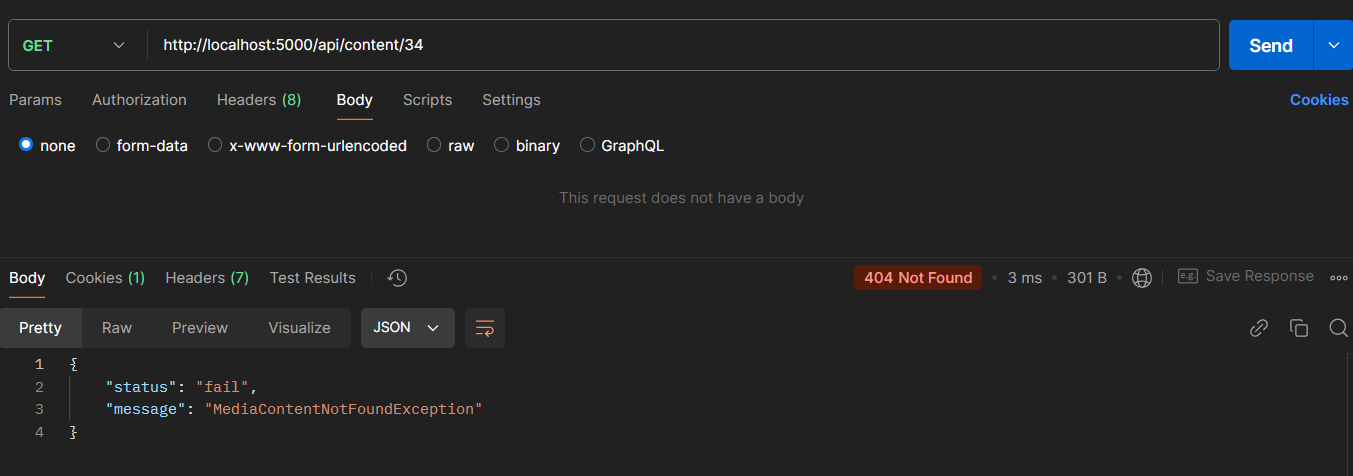 GET http://localhost:5000/api/content/34 Send
Params Authorization Headers (8) Body Scripts Settings Cookies
none form-data x-www-form-urlencoded raw binary GraphQL
This request does not have a body
Body Cookies (1) Headers (7) Test Results 404 Not Found • 3 ms • 301 B • e.g. Save Response
Pretty Raw Preview Visualize JSON
1 {
2 "status": "fail",
3 "message": "MediaContentNotFoundException"
4 }